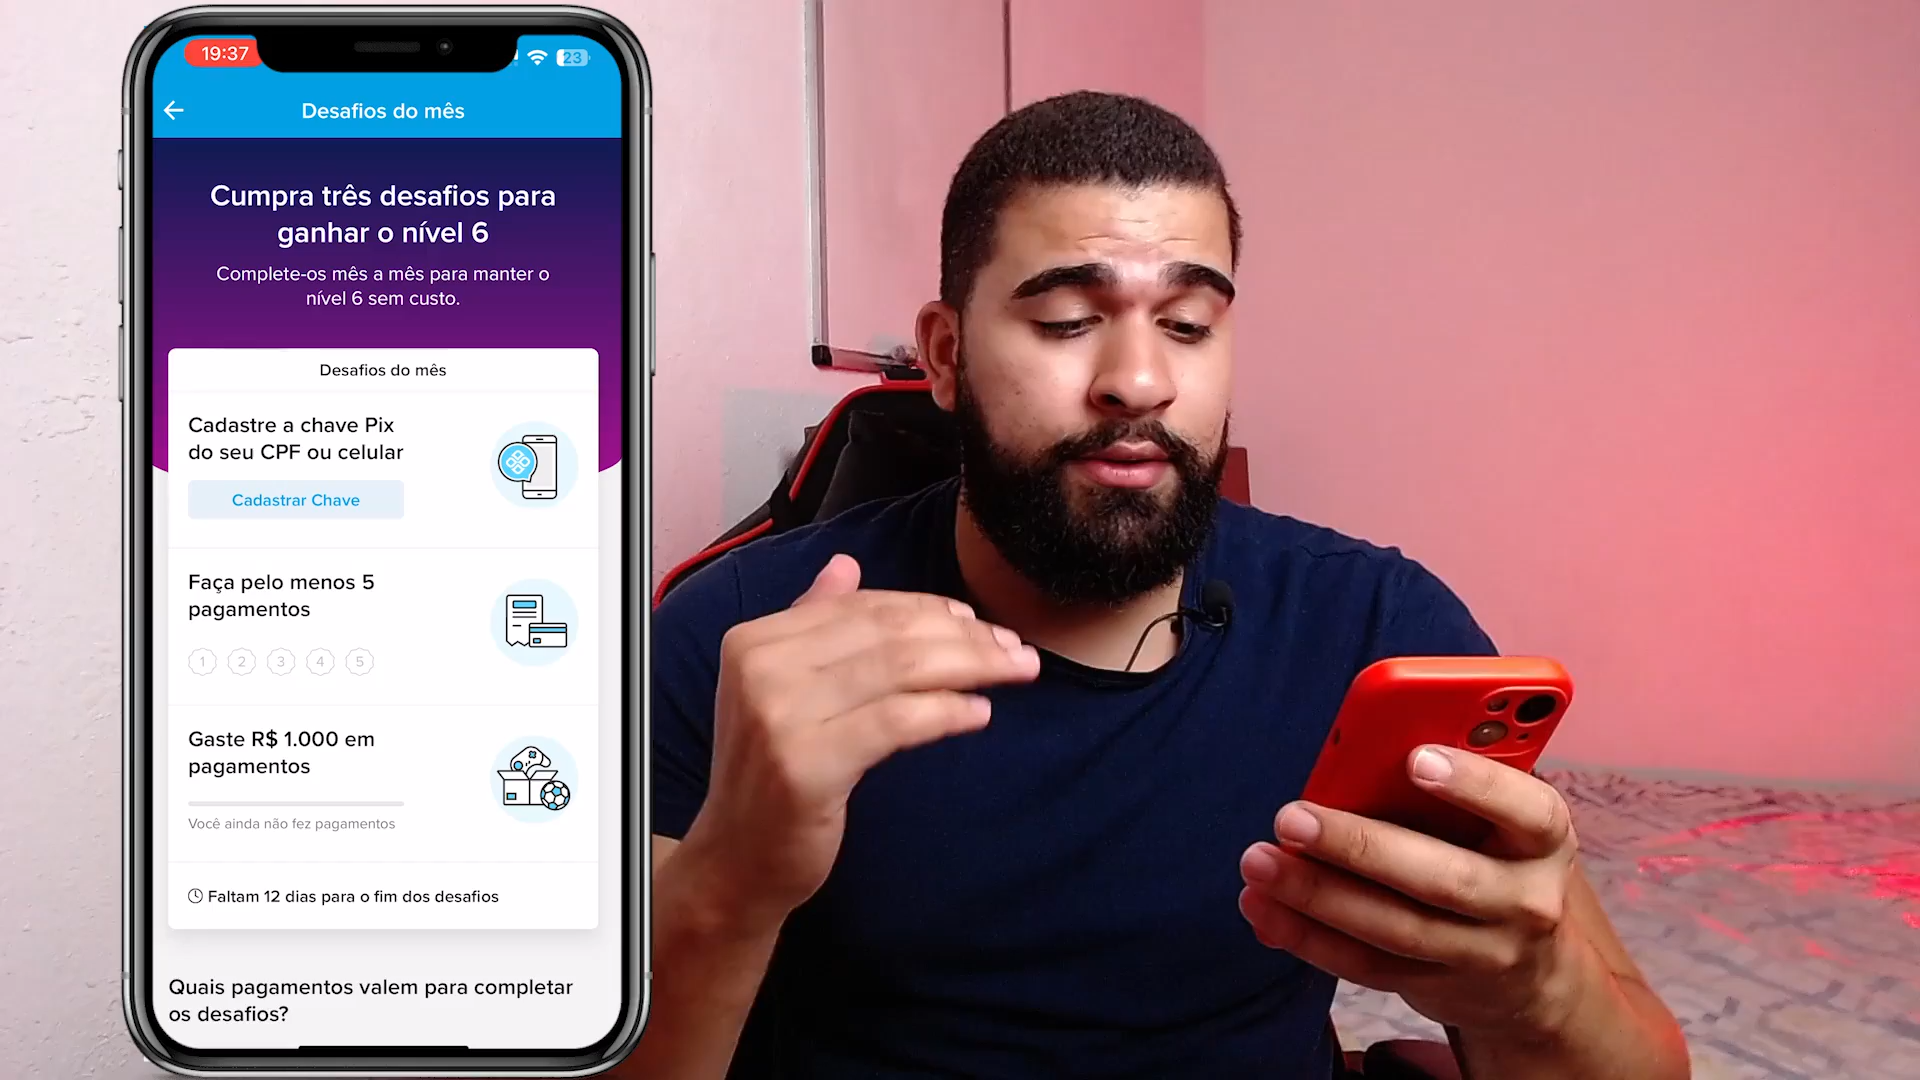 19:37
23
Desafios do mês
Cumpra três desafios para
ganhar o nível 6
Complete-os mês a mês para manter o
nível 6 sem custo.
Desafios do mês
Cadastre a chave Pix
do seu CPF ou celular
Cadastrar Chave
Faça pelo menos 5
pagamentos
1 2 3 4 5
Gaste R$ 1.000 em
pagamentos
Você ainda não fez pagamentos
Faltam 12 dias para o fim dos desafios
Quais pagamentos valem para completar
os desafios?